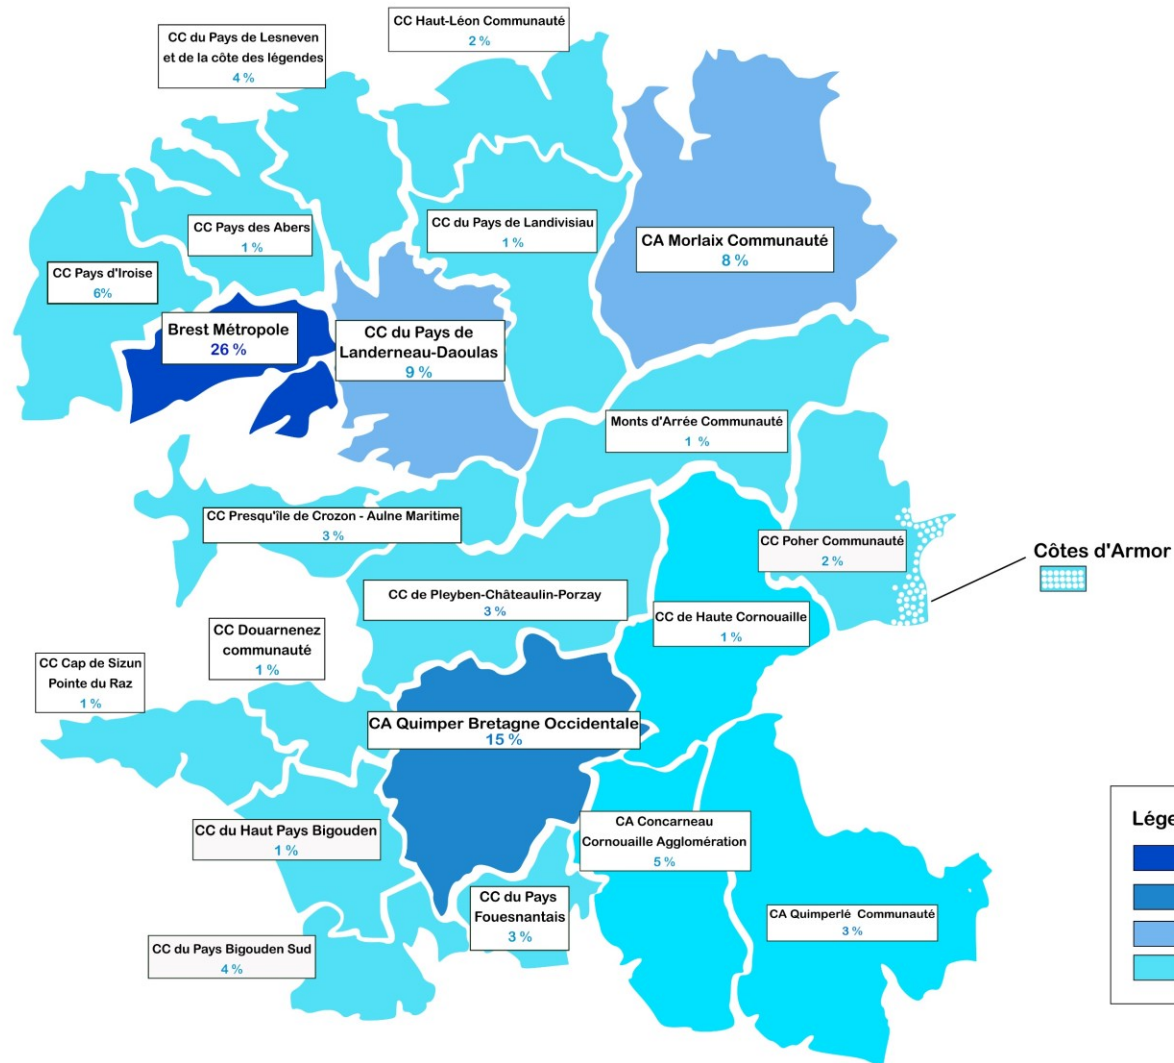 CC Haut-Léon Communauté
2 %
CC du Pays de Lesneven
et de la côte des légendes
4 %
CC Pays des Abers
1 %
CC du Pays de Landivisiau
1 %
CA Morlaix Communauté
8 %
CC Pays d'Iroise
6%
Brest Métropole
26 %
CC du Pays de
Landerneau-Daoulas
9 %
Monts d'Arrée Communauté
1 %
CC Presqu'île de Crozon - Aulne Maritime
3 %
CC Poher Communauté
2 %
Côtes d'Armor
CC de Pleyben-Châteaulin-Porzay
3 %
CC de Haute Cornouaille
1 %
CC Douarnenez
communauté
1 %
CC Cap de Sizun
Pointe du Raz
1 %
CA Quimper Bretagne Occidentale
15 %
CC du Haut Pays Bigouden
1 %
CA Concarneau
Cornouaille Agglomération
5 %
CC du Pays
Fouesnantais
3 %
CA Quimperlé Communauté
3 %
CC du Pays Bigouden Sud
4 %